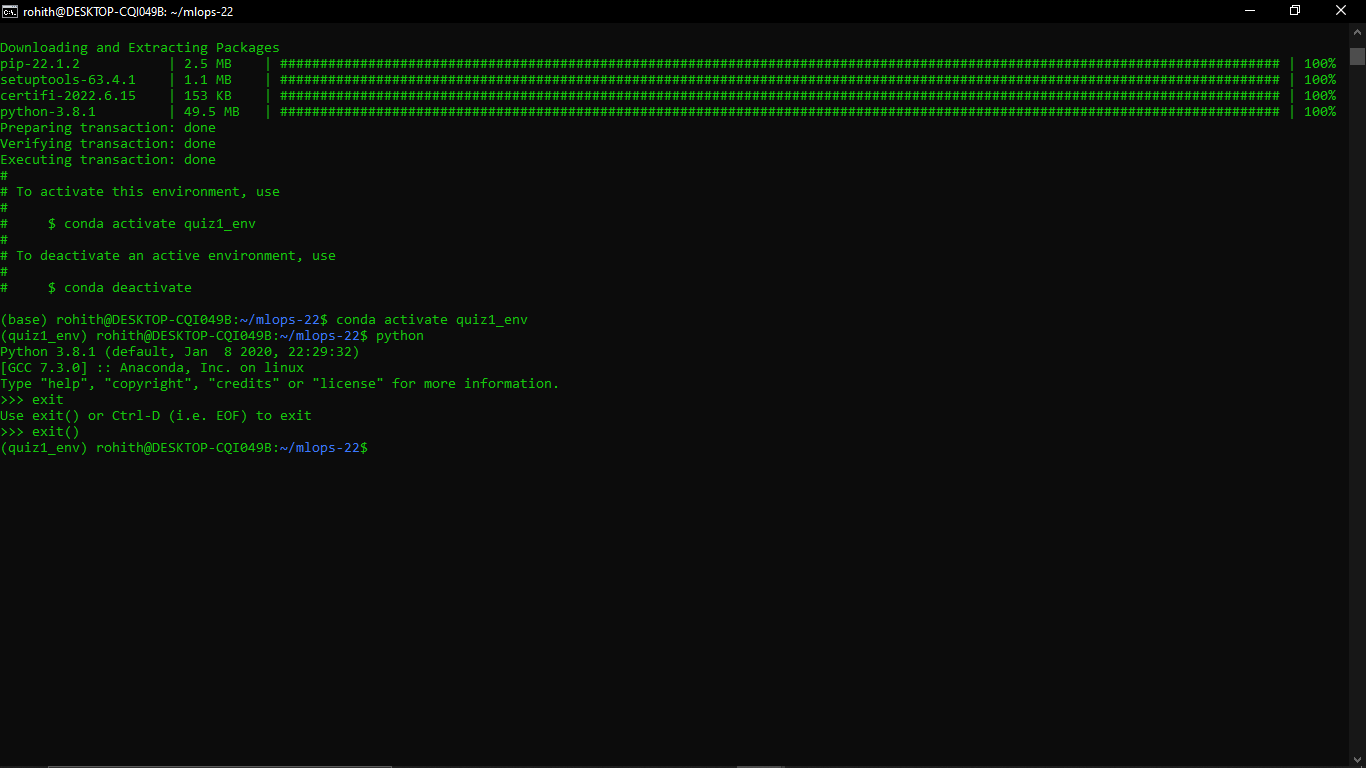 rohith@DESKTOP-CQI049B: ~/mlops-22
Downloading and Extracting Packages
pip-22.1.2           | 2.5 MB    | ############################################################################################################################# | 100%
setuptools-63.4.1    | 1.1 MB    | ############################################################################################################################# | 100%
certifi-2022.6.15    | 153 KB    | ############################################################################################################################# | 100%
python-3.8.1         | 49.5 MB   | ############################################################################################################################# | 100%
Preparing transaction: done
Verifying transaction: done
Executing transaction: done
#
# To activate this environment, use
#
#     $ conda activate quiz1_env
#
# To deactivate an active environment, use
#
#     $ conda deactivate
(base) rohith@DESKTOP-CQI049B:~/mlops-22$ conda activate quiz1_env
(quiz1_env) rohith@DESKTOP-CQI049B:~/mlops-22$ python
Python 3.8.1 (default, Jan  8 2020, 22:29:32)
[GCC 7.3.0] :: Anaconda, Inc. on linux
Type "help", "copyright", "credits" or "license" for more information.
>>> exit
Use exit() or Ctrl-D (i.e. EOF) to exit
>>> exit()
(quiz1_env) rohith@DESKTOP-CQI049B:~/mlops-22$